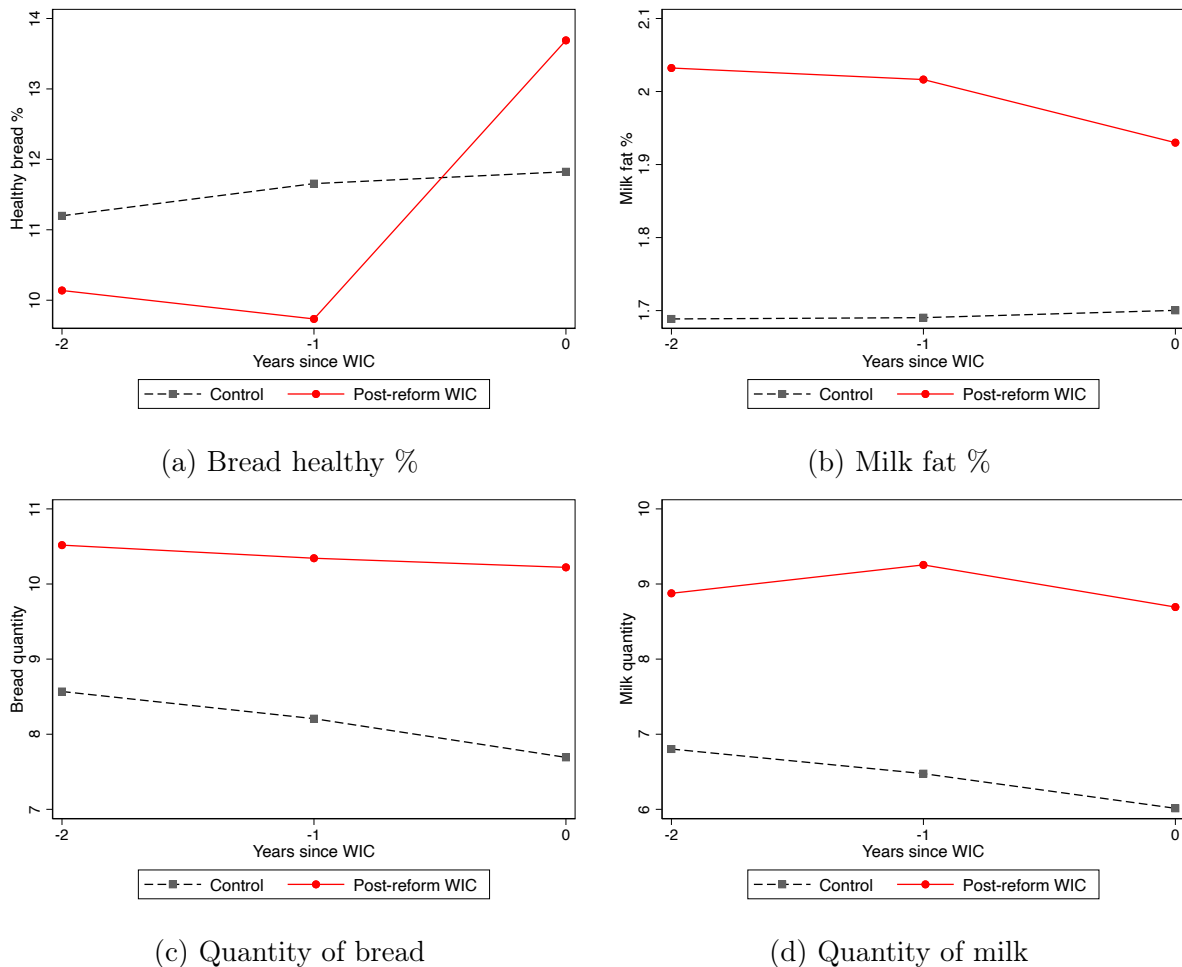 14
13
12
11
10
Healthy bread %
-2 -1 0
Years since WIC
Control Post-reform WIC
(a) Bread healthy %
2.1
2
1.9
1.8
1.7
Milk fat %
-2 -1 0
Years since WIC
Control Post-reform WIC
(b) Milk fat %
11
10
9
8
7
Bread quantity
-2 -1 0
Years since WIC
Control Post-reform WIC
(c) Quantity of bread
10
9
8
7
6
Milk quantity
-2 -1 0
Years since WIC
Control Post-reform WIC
(d) Quantity of milk